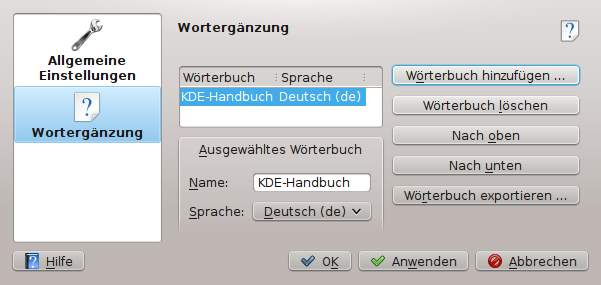 Allgemeine
Einstellungen
Wortergänzung
Wortergänzung
Wörterbuch Sprache
KDE-Handbuch Deutsch (de)
Ausgewähltes Wörterbuch
Name: KDE-Handbuch
Sprache: Deutsch (de)
Wörterbuch hinzufügen ...
Wörterbuch löschen
Nach oben
Nach unten
Wörterbuch exportieren ...
Hilfe
OK
Anwenden
Abbrechen